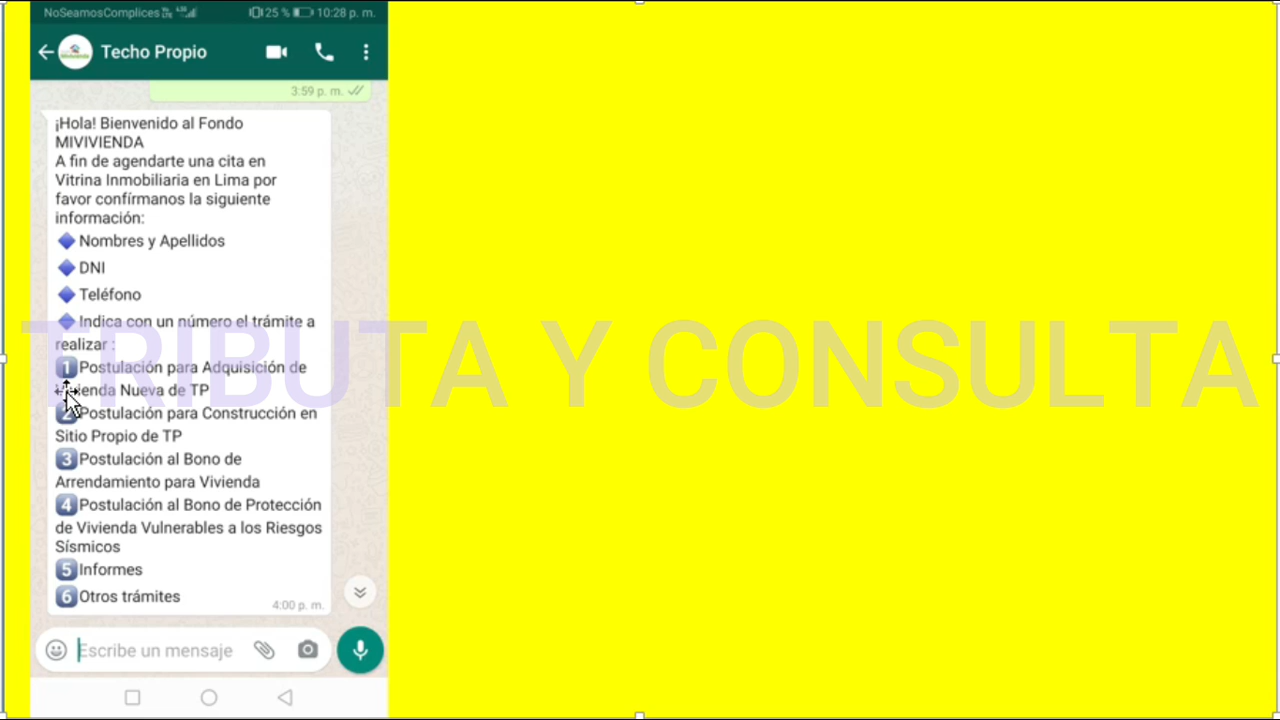 NoSeamosComplices 25 % 10:28 p. m.
Techo Propio
3:59 p. m.
¡Hola! Bienvenido al Fondo
MIVIVIENDA
A fin de agendarte una cita en
Vitrina Inmobiliaria en Lima por
favor confírmanos la siguiente
información:
Nombres y Apellidos
DNI
Teléfono
Indica con un número el trámite a
realizar :
1 Postulación para Adquisición de
Vivienda Nueva de TP
2 Postulación para Construcción en
Sitio Propio de TP
3 Postulación al Bono de
Arrendamiento para Vivienda
4 Postulación al Bono de Protección
de Vivienda Vulnerables a los Riesgos
Sísmicos
5 Informes
6 Otros trámites
4:00 p. m.
Escribe un mensaje
TRIBUTA Y CONSULTA